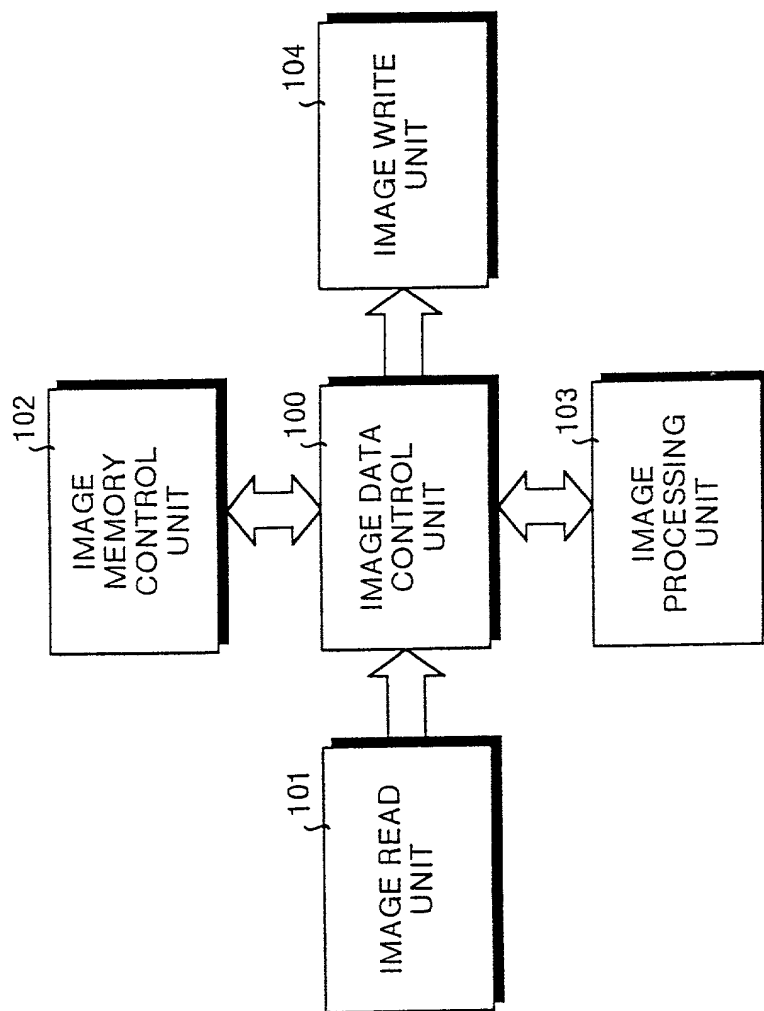 102
IMAGE
MEMORY
CONTROL
UNIT
101
IMAGE READ
UNIT
100
IMAGE DATA
CONTROL
UNIT
104
IMAGE WRITE
UNIT
103
IMAGE
PROCESSING
UNIT